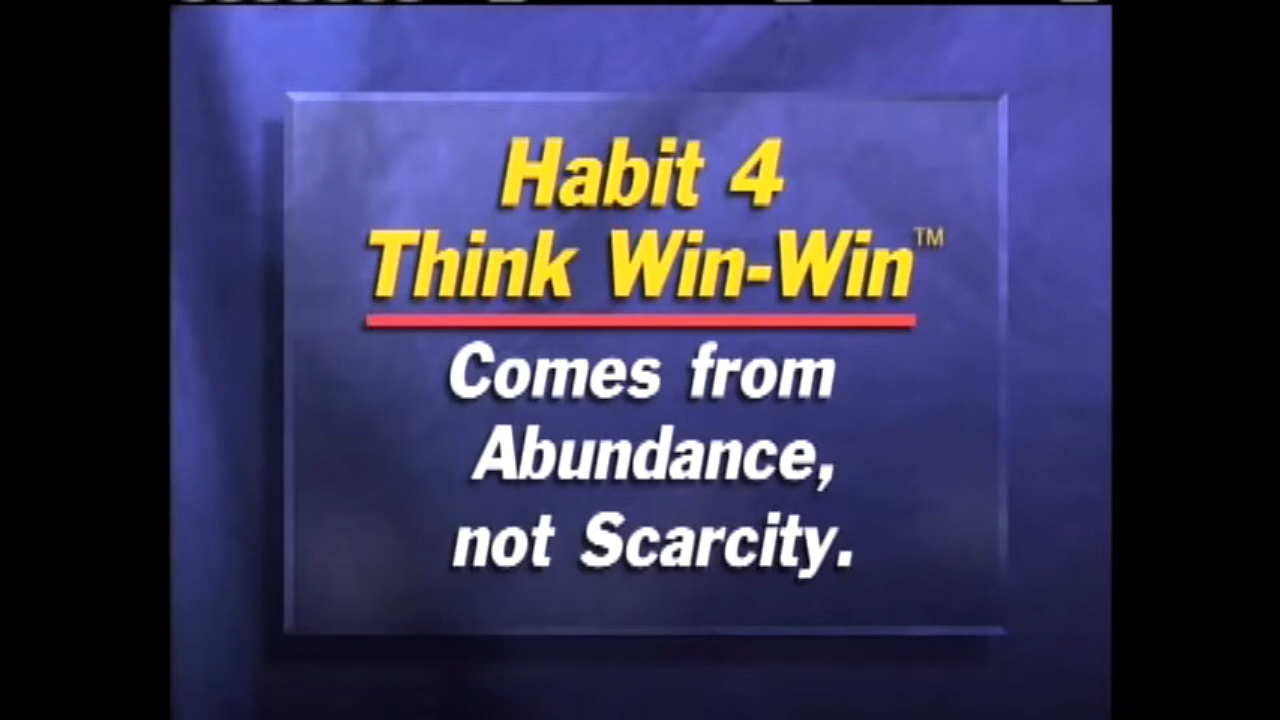 Habit 4
Think Win-Win™
Comes from
Abundance,
not Scarcity.